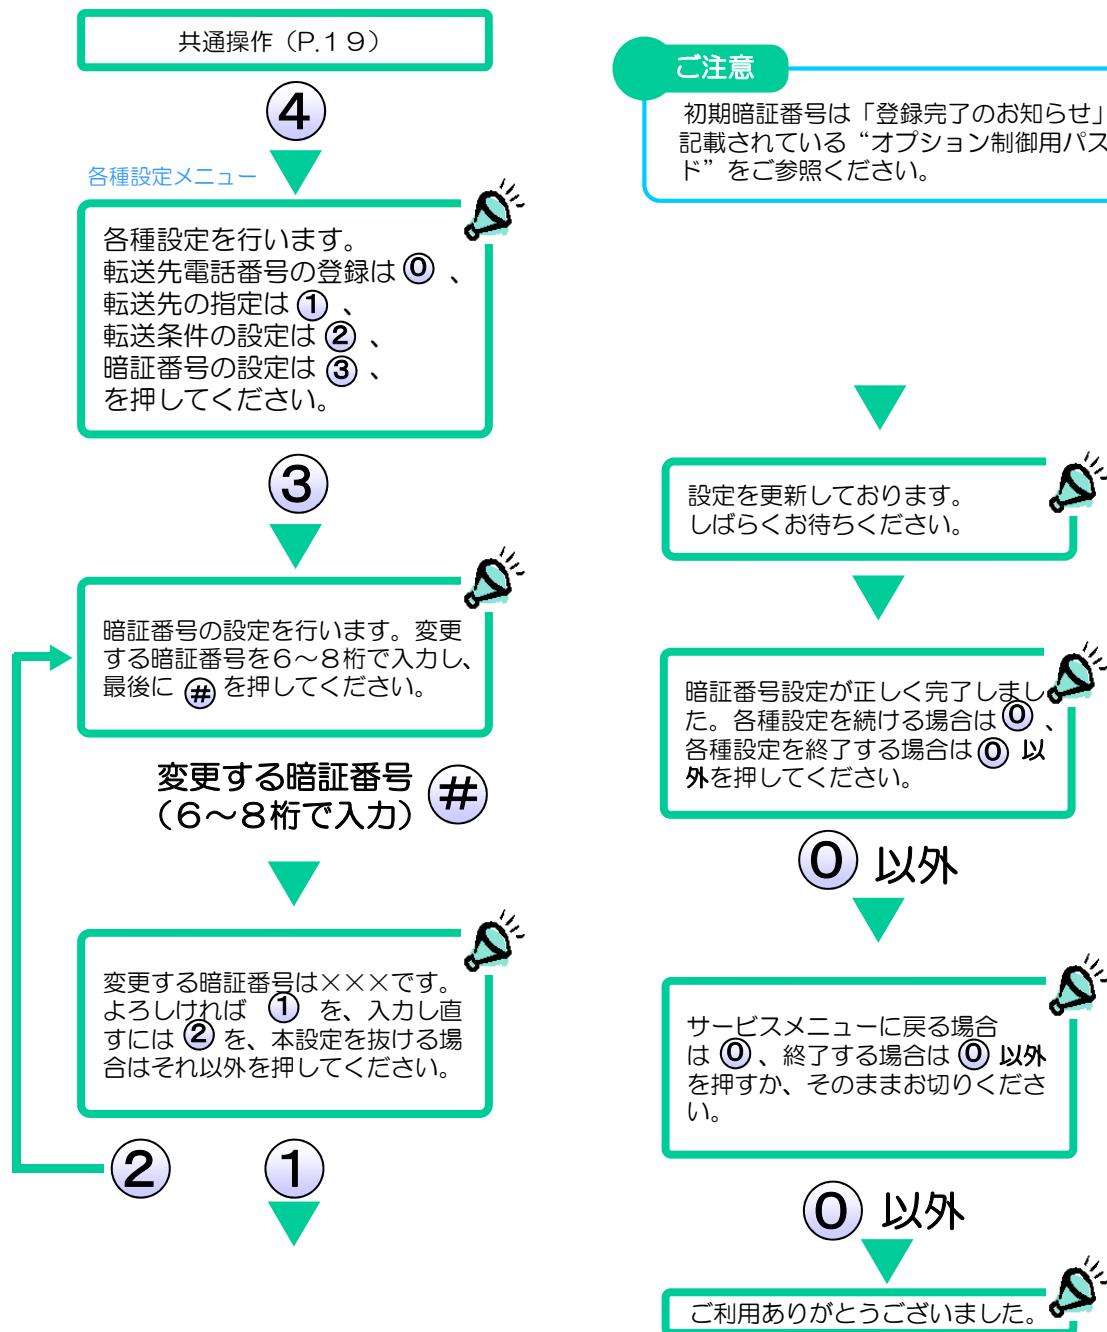 共通操作（P.１９）
④
各種設定メニュー
各種設定を行います。
転送先電話番号の登録は⓪、
転送先の指定は①、
転送条件の設定は②、
暗証番号の設定は③、
を押してください。
③
暗証番号の設定を行います。変更
する暗証番号を６～８桁で入力し、
最後に#を押してください。
変更する暗証番号 #
（６～８桁で入力）
変更する暗証番号は×××です。
よろしければ ① を、入力し直
すには②を、本設定を抜ける場
合はそれ以外を押してください。
② ①
ご注意
初期暗証番号は「登録完了のお知らせ」
記載されている“オプション制御用パス
ド”をご参照ください。
設定を更新しております。
しばらくお待ちください。
暗証番号設定が正しく完了しまし
た。各種設定を続ける場合は⓪、
各種設定を終了する場合は⓪ 以
外を押してください。
⓪ 以外
サービスメニューに戻る場合
は⓪、終了する場合は⓪ 以外
を押すか、そのままお切りくださ
い。
⓪ 以外
ご利用ありがとうございました。